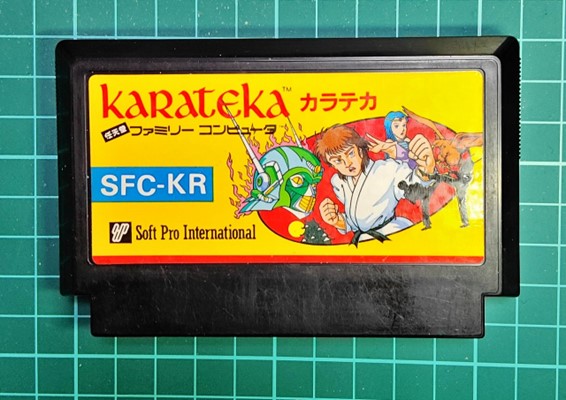 KARATEKA™ カラテカ
任天堂 ファミリー コンピュータ
SFC-KR
Soft Pro International